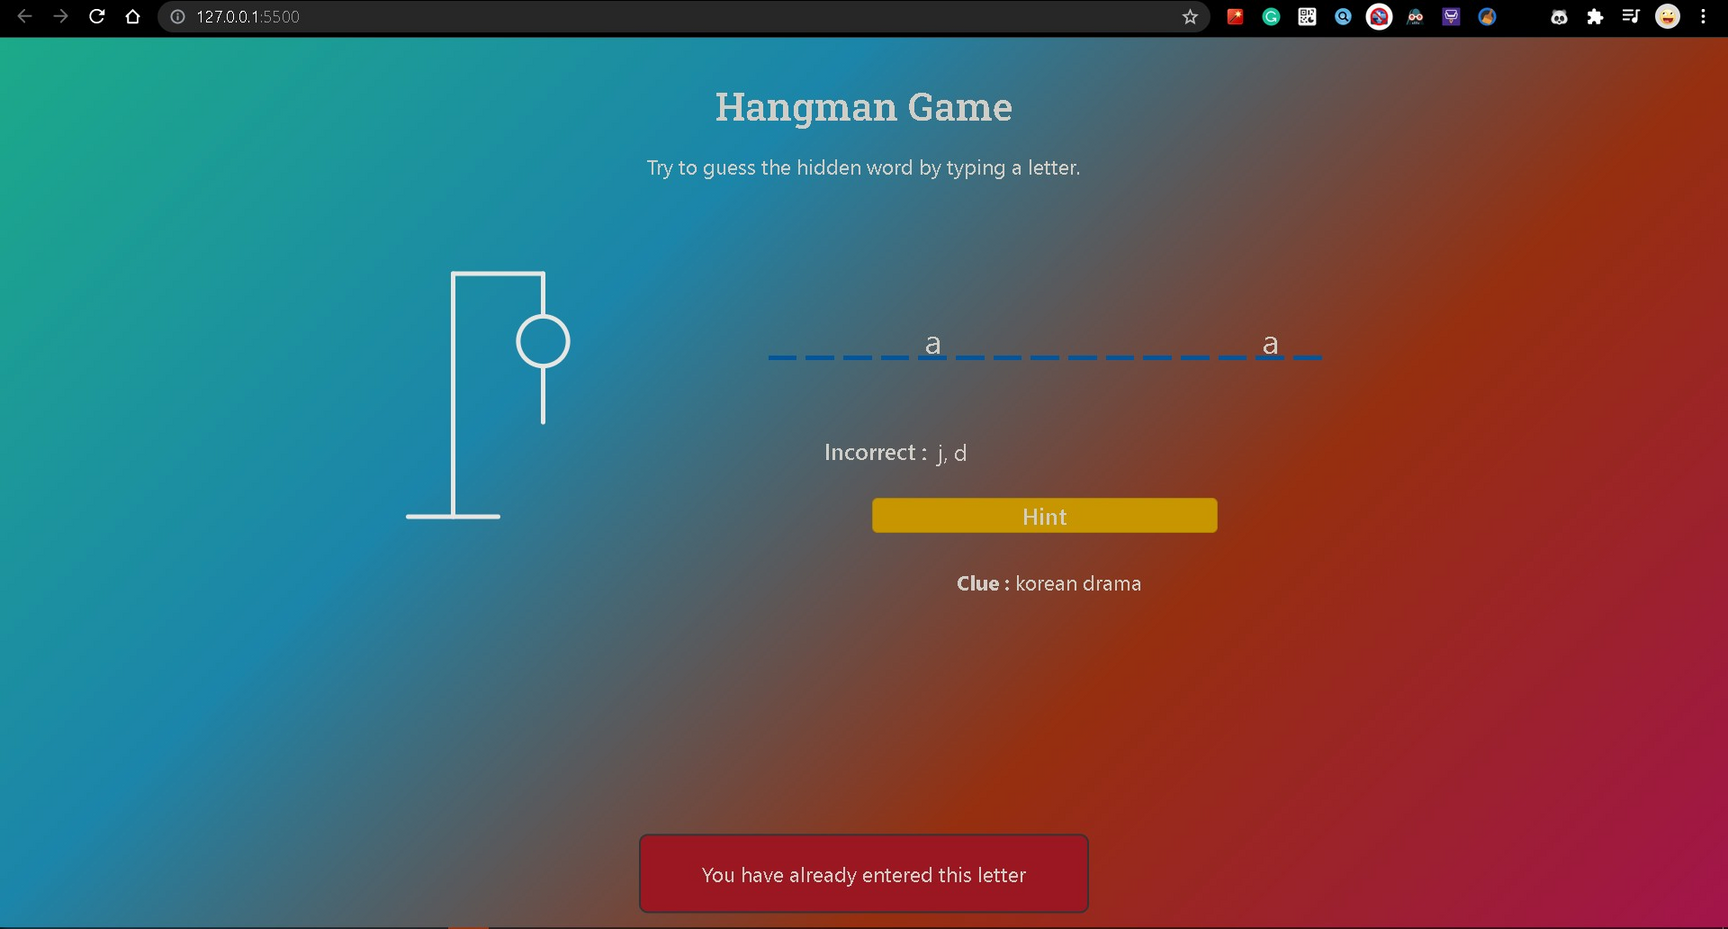 127.0.0.1:5500
Hangman Game
Try to guess the hidden word by typing a letter.
a a
Incorrect : j, d
Hint
Clue : korean drama
You have already entered this letter